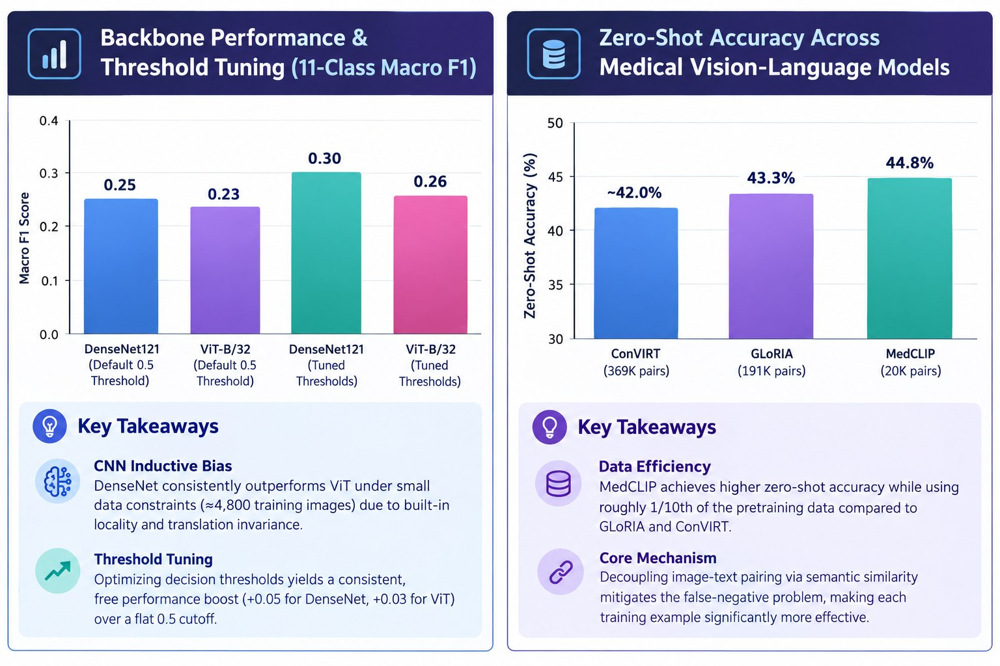 Backbone Performance &
Threshold Tuning (11-Class Macro F1)
Macro F1 Score
0.4
0.3
0.2
0.1
0.0
0.25
0.23
0.30
0.26
DenseNet121
(Default 0.5
Threshold)
ViT-B/32
(Default 0.5
Threshold)
DenseNet121
(Tuned
Thresholds)
ViT-B/32
(Tuned
Thresholds)
Key Takeaways
CNN Inductive Bias
DenseNet consistently outperforms ViT under small
data constraints (≈4,800 training images) due to built-in
locality and translation invariance.
Threshold Tuning
Optimizing decision thresholds yields a consistent,
free performance boost (+0.05 for DenseNet, +0.03 for ViT)
over a flat 0.5 cutoff.
Zero-Shot Accuracy Across
Medical Vision-Language Models
Zero-Shot Accuracy (%)
50
45
40
35
30
~42.0%
43.3%
44.8%
ConVIRT
(369K pairs)
GLoRIA
(191K pairs)
MedCLIP
(20K pairs)
Key Takeaways
Data Efficiency
MedCLIP achieves higher zero-shot accuracy while using
roughly 1/10th of the pretraining data compared to
GLoRIA and ConVIRT.
Core Mechanism
Decoupling image-text pairing via semantic similarity
mitigates the false-negative problem, making each
training example significantly more effective.